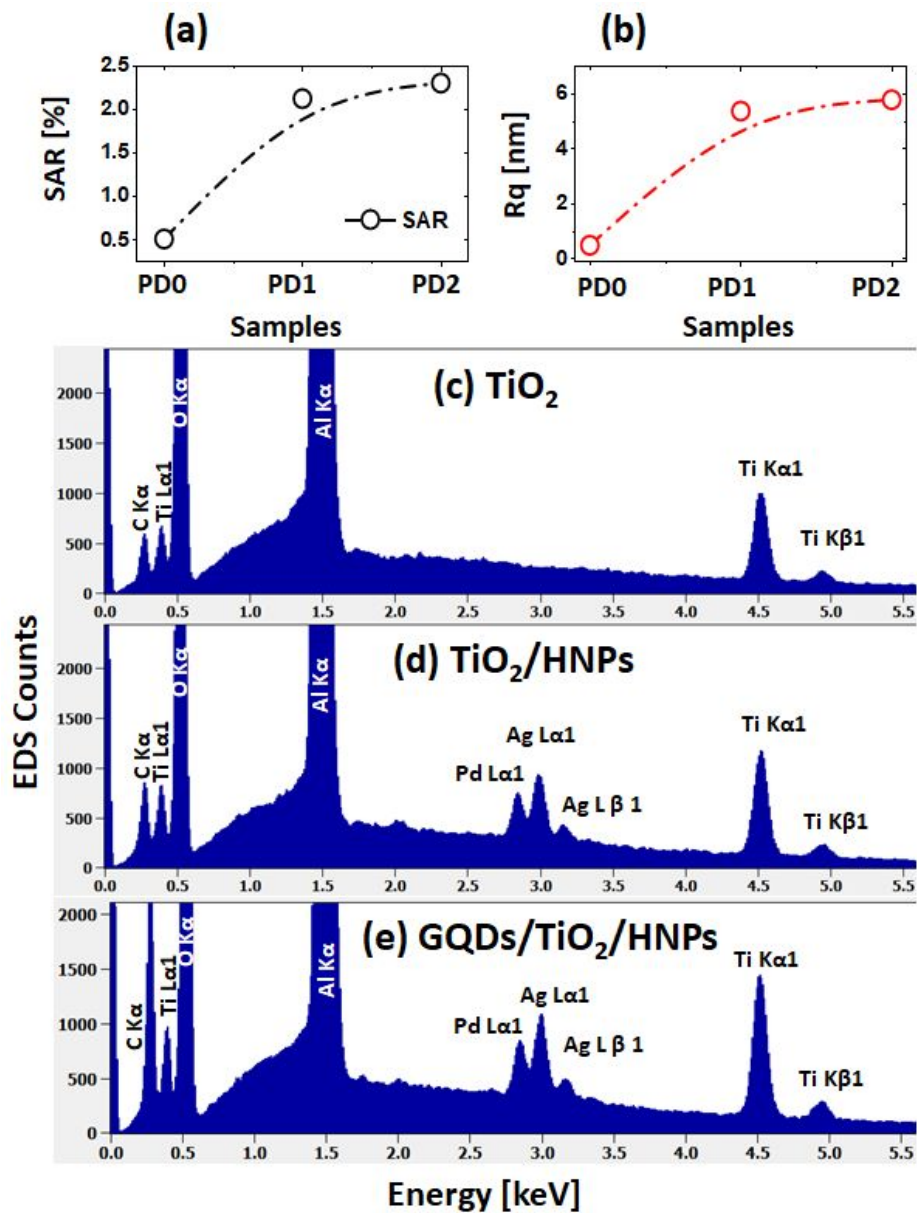 (a)
SAR [%]
2.5
2.0
1.5
1.0
0.5
SAR
PD0 PD1 PD2
Samples
(b)
Rq [nm]
6
4
2
0
PD0 PD1 PD2
Samples
EDS Counts
(c) TiO₂
2000
1500
1000
500
0
C Kα
Ti Lα1
O Kα
Al Kα
Ti Kα1
Ti Kβ1
0.0 0.5 1.0 1.5 2.0 2.5 3.0 3.5 4.0 4.5 5.0 5.5
(d) TiO₂/HNPs
2000
1500
1000
500
0
C Kα
Ti Lα1
O Kα
Al Kα
Pd Lα1
Ag Lα1
Ag L β 1
Ti Kα1
Ti Kβ1
0.0 0.5 1.0 1.5 2.0 2.5 3.0 3.5 4.0 4.5 5.0 5.5
(e) GQDs/TiO₂/HNPs
2000
1500
1000
500
0
C Kα
Ti Lα1
O Kα
Al Kα
Pd Lα1
Ag Lα1
Ag L β 1
Ti Kα1
Ti Kβ1
0.0 0.5 1.0 1.5 2.0 2.5 3.0 3.5 4.0 4.5 5.0 5.5
Energy [keV]